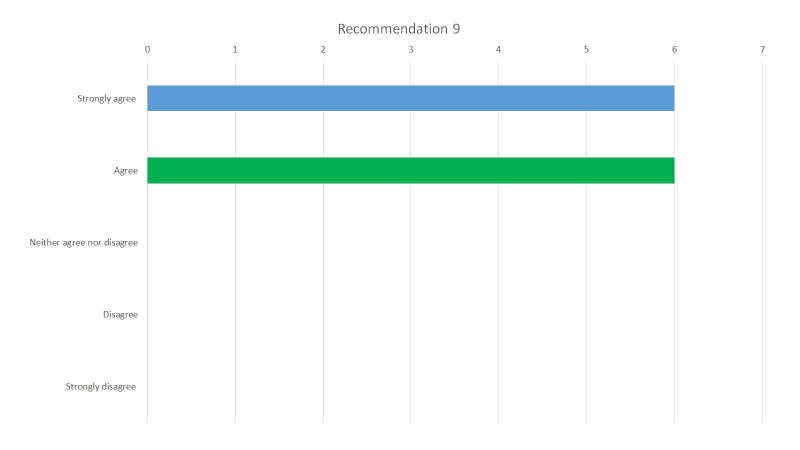 Recommendation 9
0 1 2 3 4 5 6 7
Strongly agree
Agree
Neither agree nor disagree
Disagree
Strongly disagree